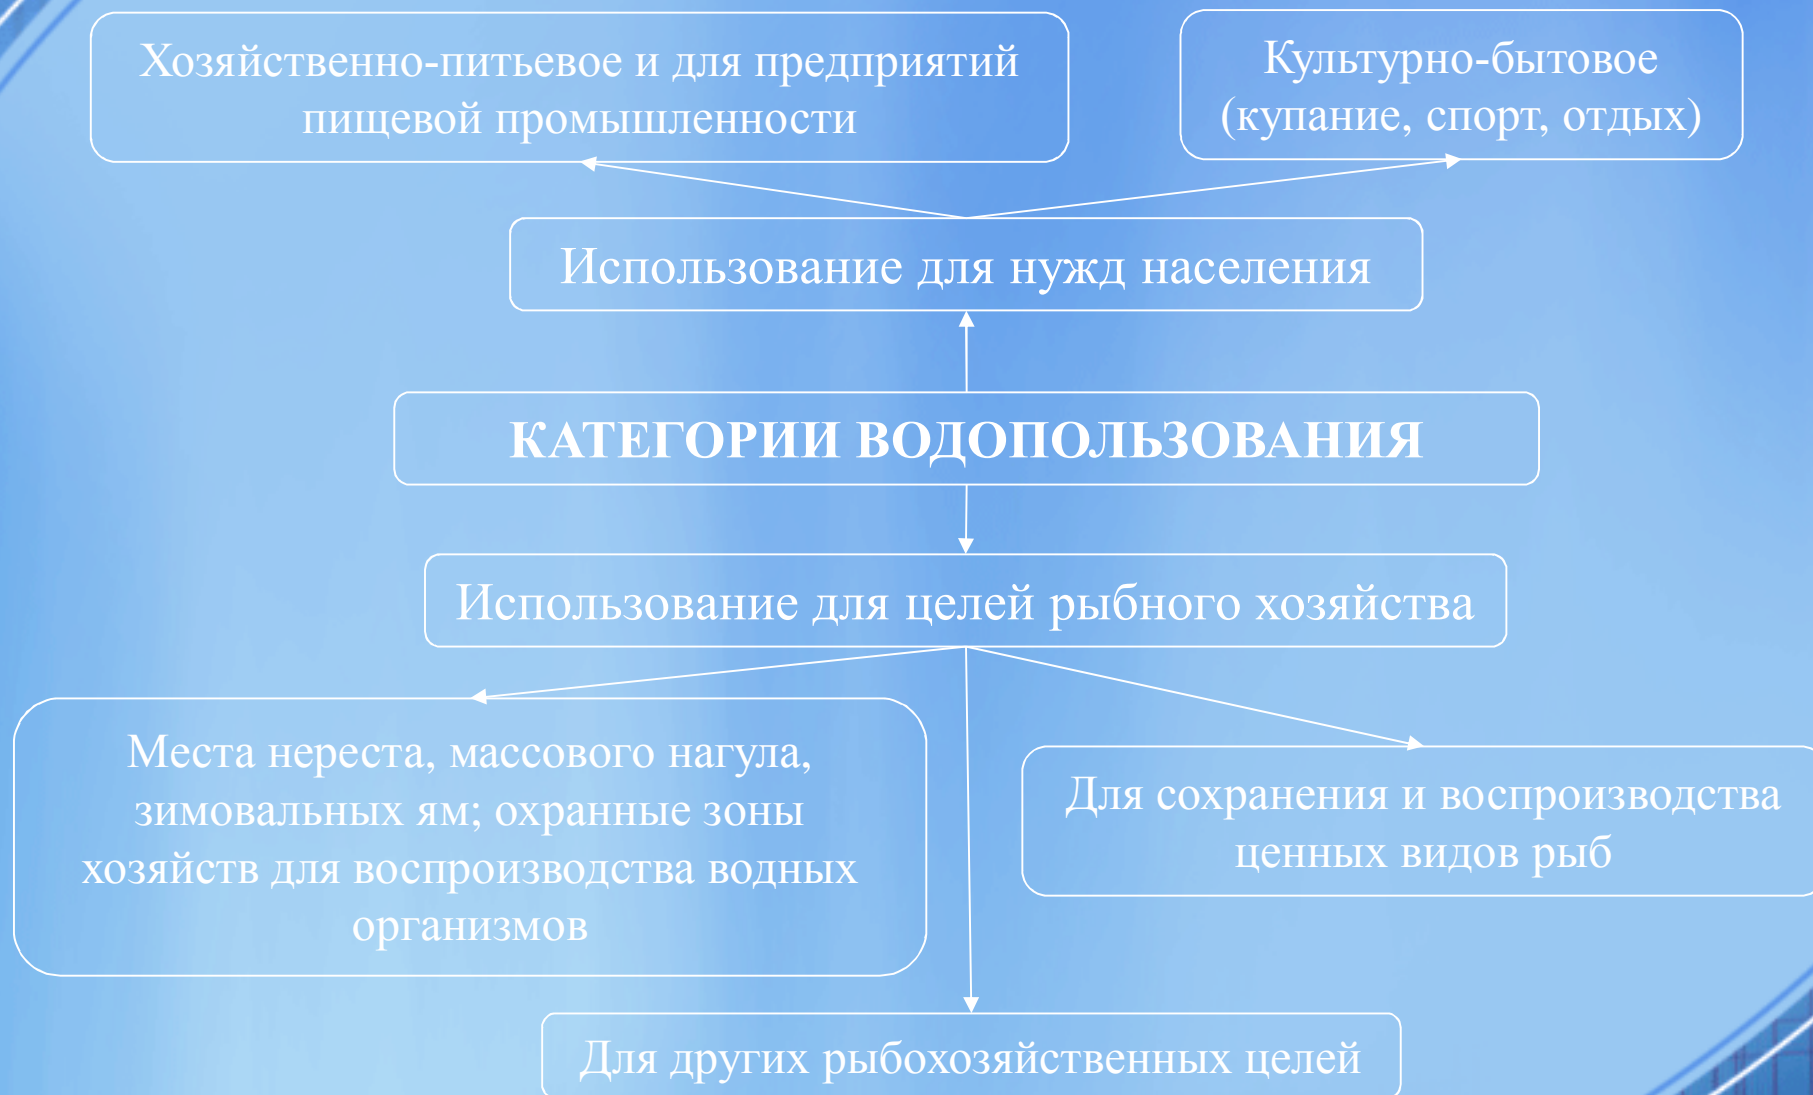 Хозяйственно-питьевое и для предприятий
пищевой промышленности
Культурно-бытовое
(купание, спорт, отдых)
Использование для нужд населения
КАТЕГОРИИ ВОДОПОЛЬЗОВАНИЯ
Использование для целей рыбного хозяйства
Места нереста, массового нагула,
зимовальных ям; охранные зоны
хозяйств для воспроизводства водных
организмов
Для сохранения и воспроизводства
ценных видов рыб
Для других рыбохозяйственных целей